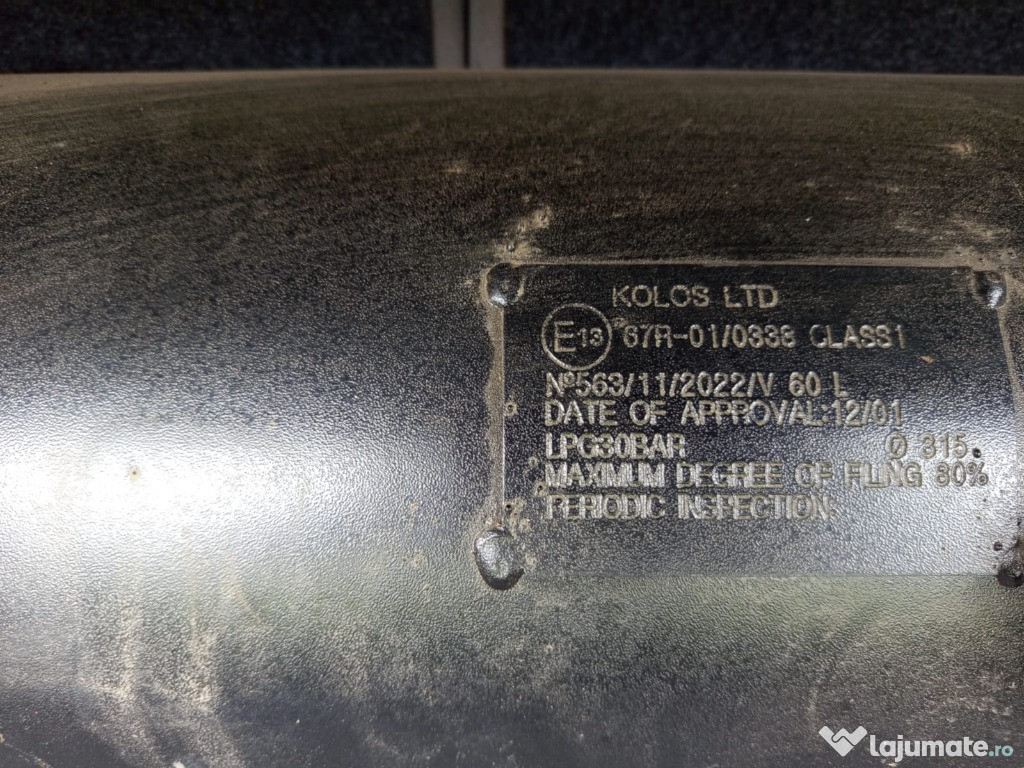 KOLOS LTD
E13 67R-01/0338 CLASS1
Nº563/11/2022/V 60 L
DATE OF APPROVAL:12/01
LPG30BAR Ø 315
MAXIMUM DEGREE OF FILING 80%
PERIODIC INSPECTION:
lajumate.ro